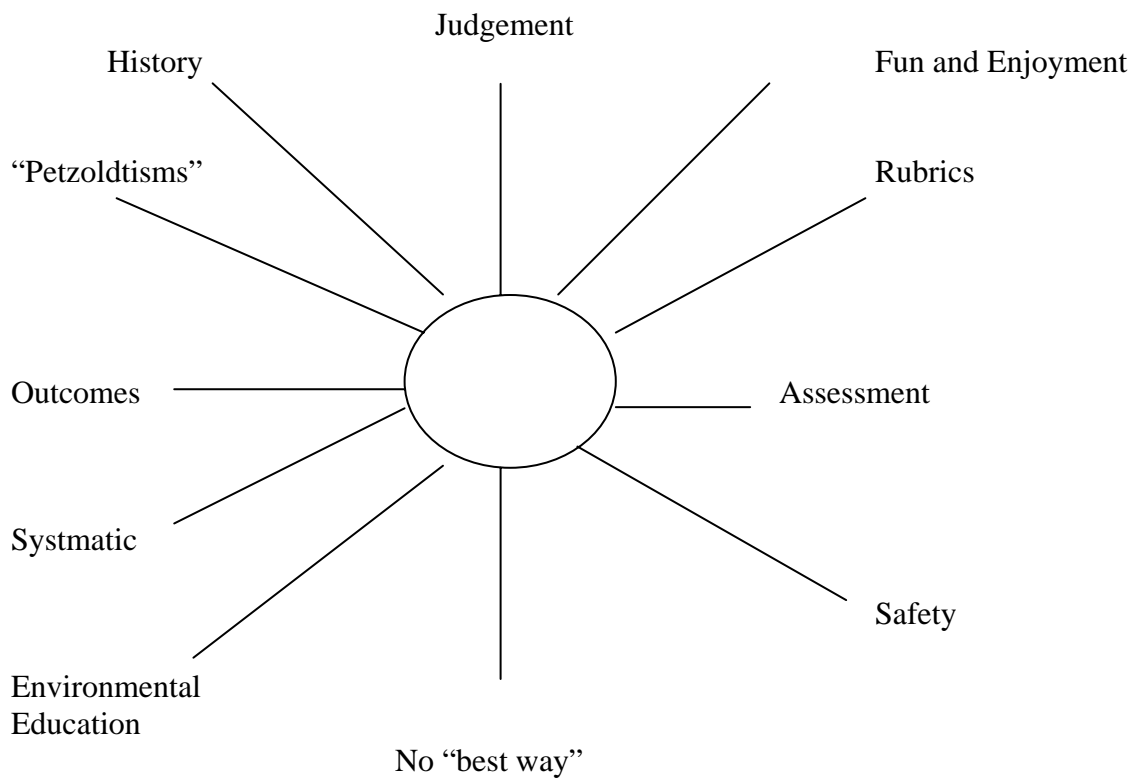 Judgement
History
Fun and Enjoyment
“Petzoldtisms”
Rubrics
Outcomes
Assessment
Systmatic
Safety
Environmental
Education
No “best way”